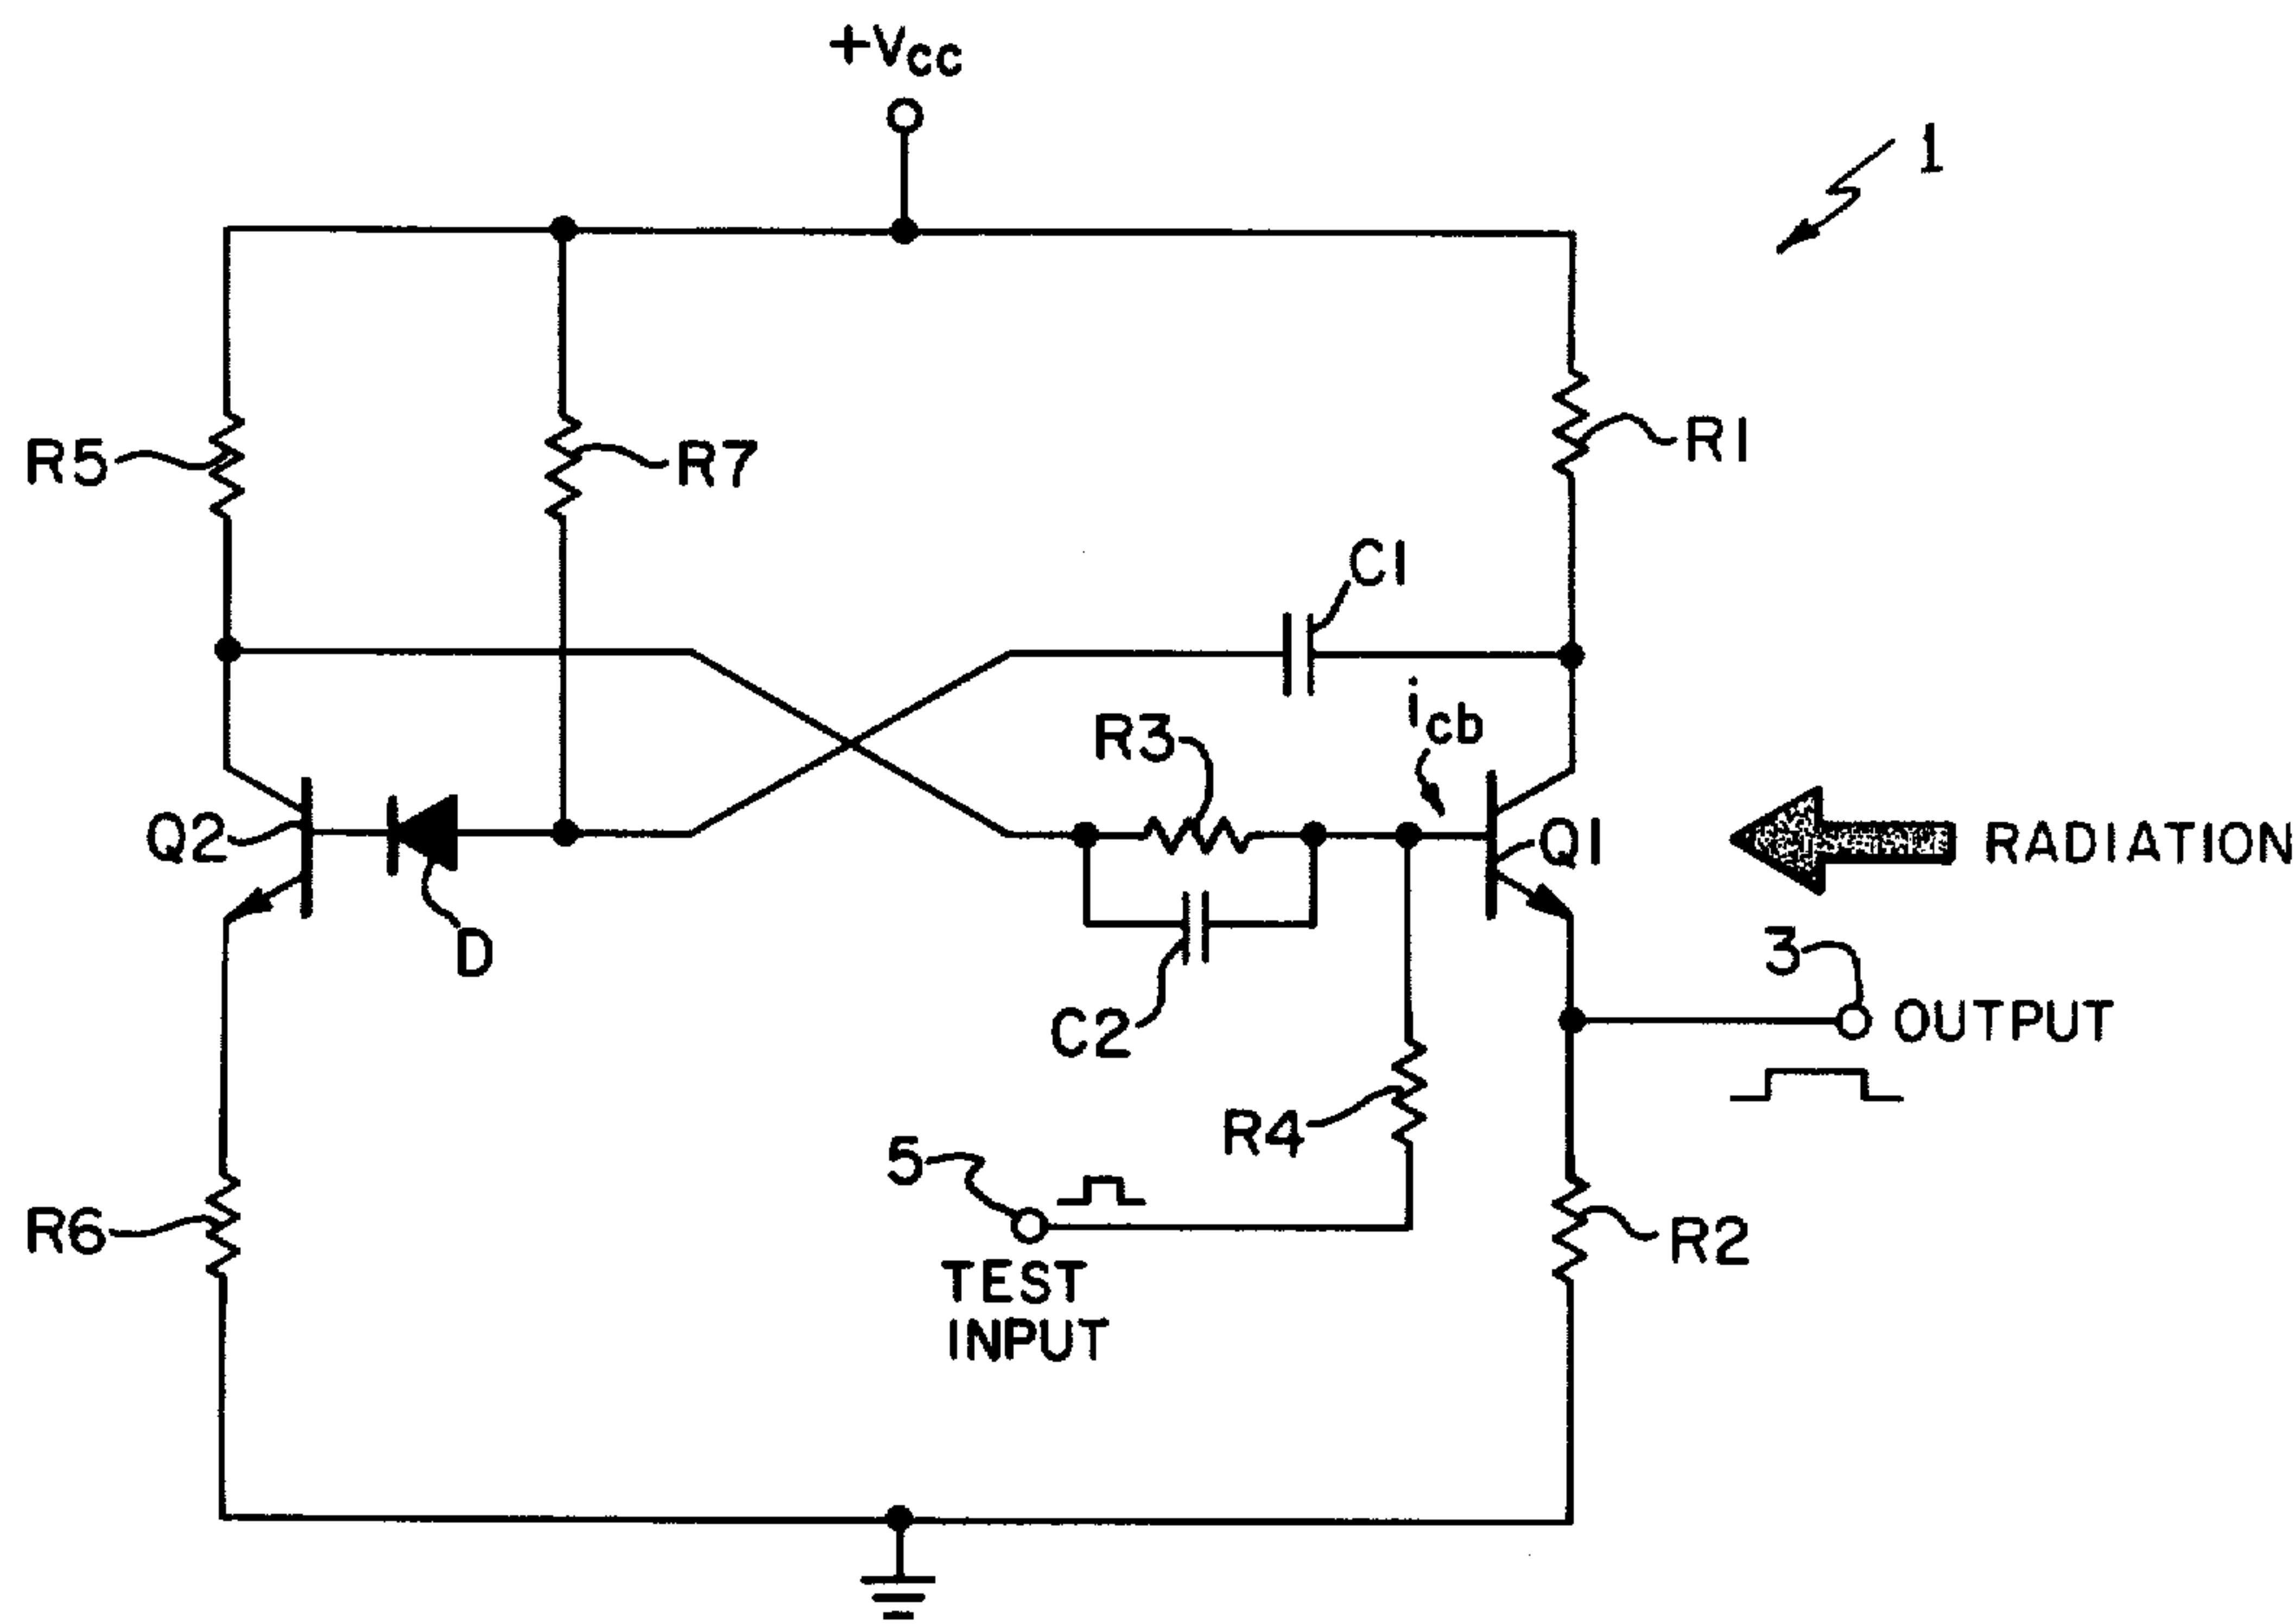 +Vcc
1
R5
R7
R1
C1
icb
R3
Q2
Q1
RADIATION
D
3
C2
OUTPUT
R4
5
R6
R2
TEST
INPUT